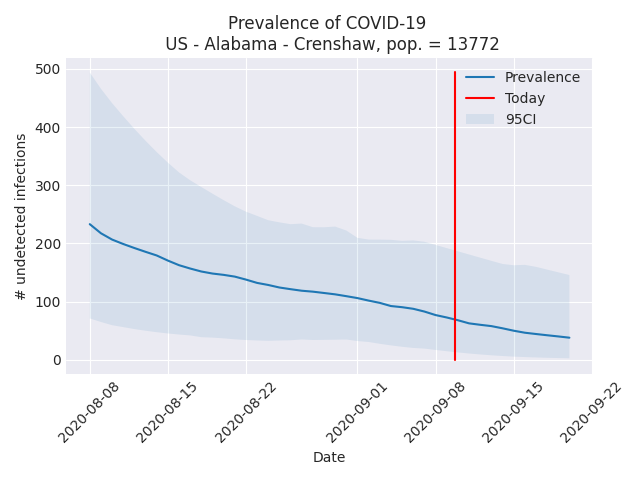 Prevalence of COVID-19
US - Alabama - Crenshaw, pop. = 13772
500
400
300
200
100
0
# undetected infections
Prevalence
Today
95CI
2020-08-08
2020-08-15
2020-08-22
2020-09-01
2020-09-08
2020-09-15
2020-09-22
Date